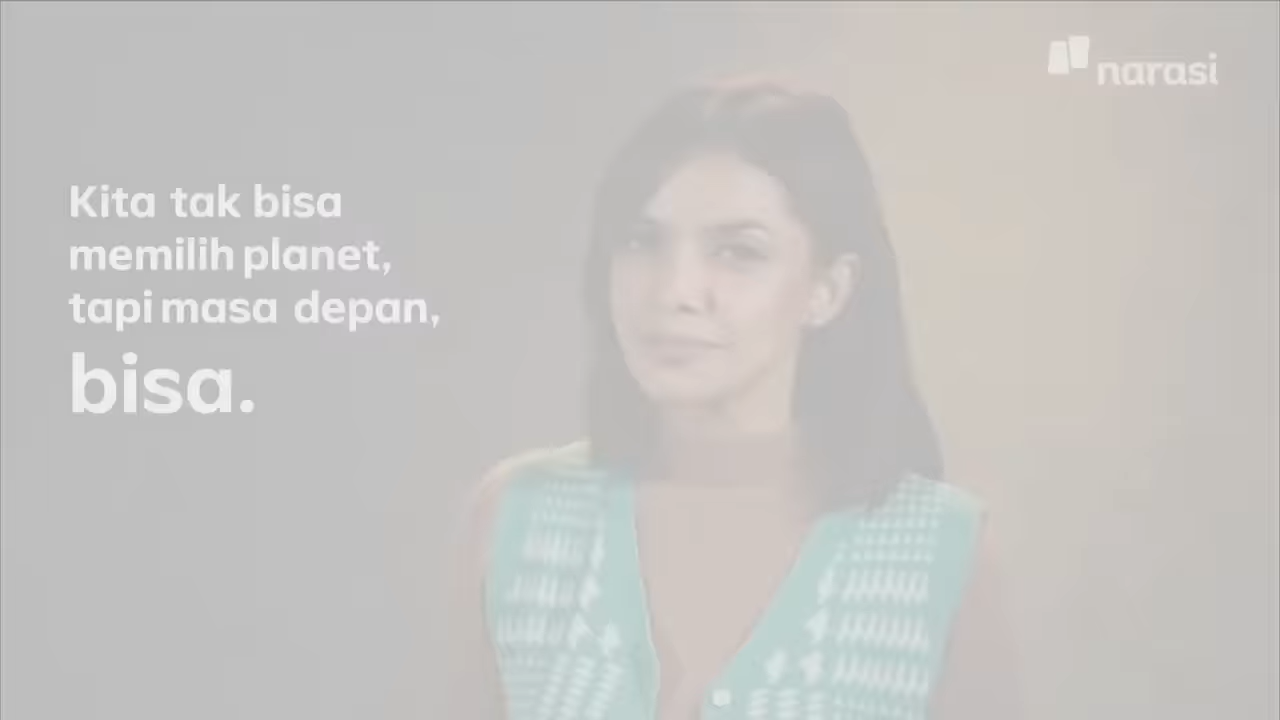 narasi
Kita tak bisa
memilih planet,
tapi masa depan,
bisa.